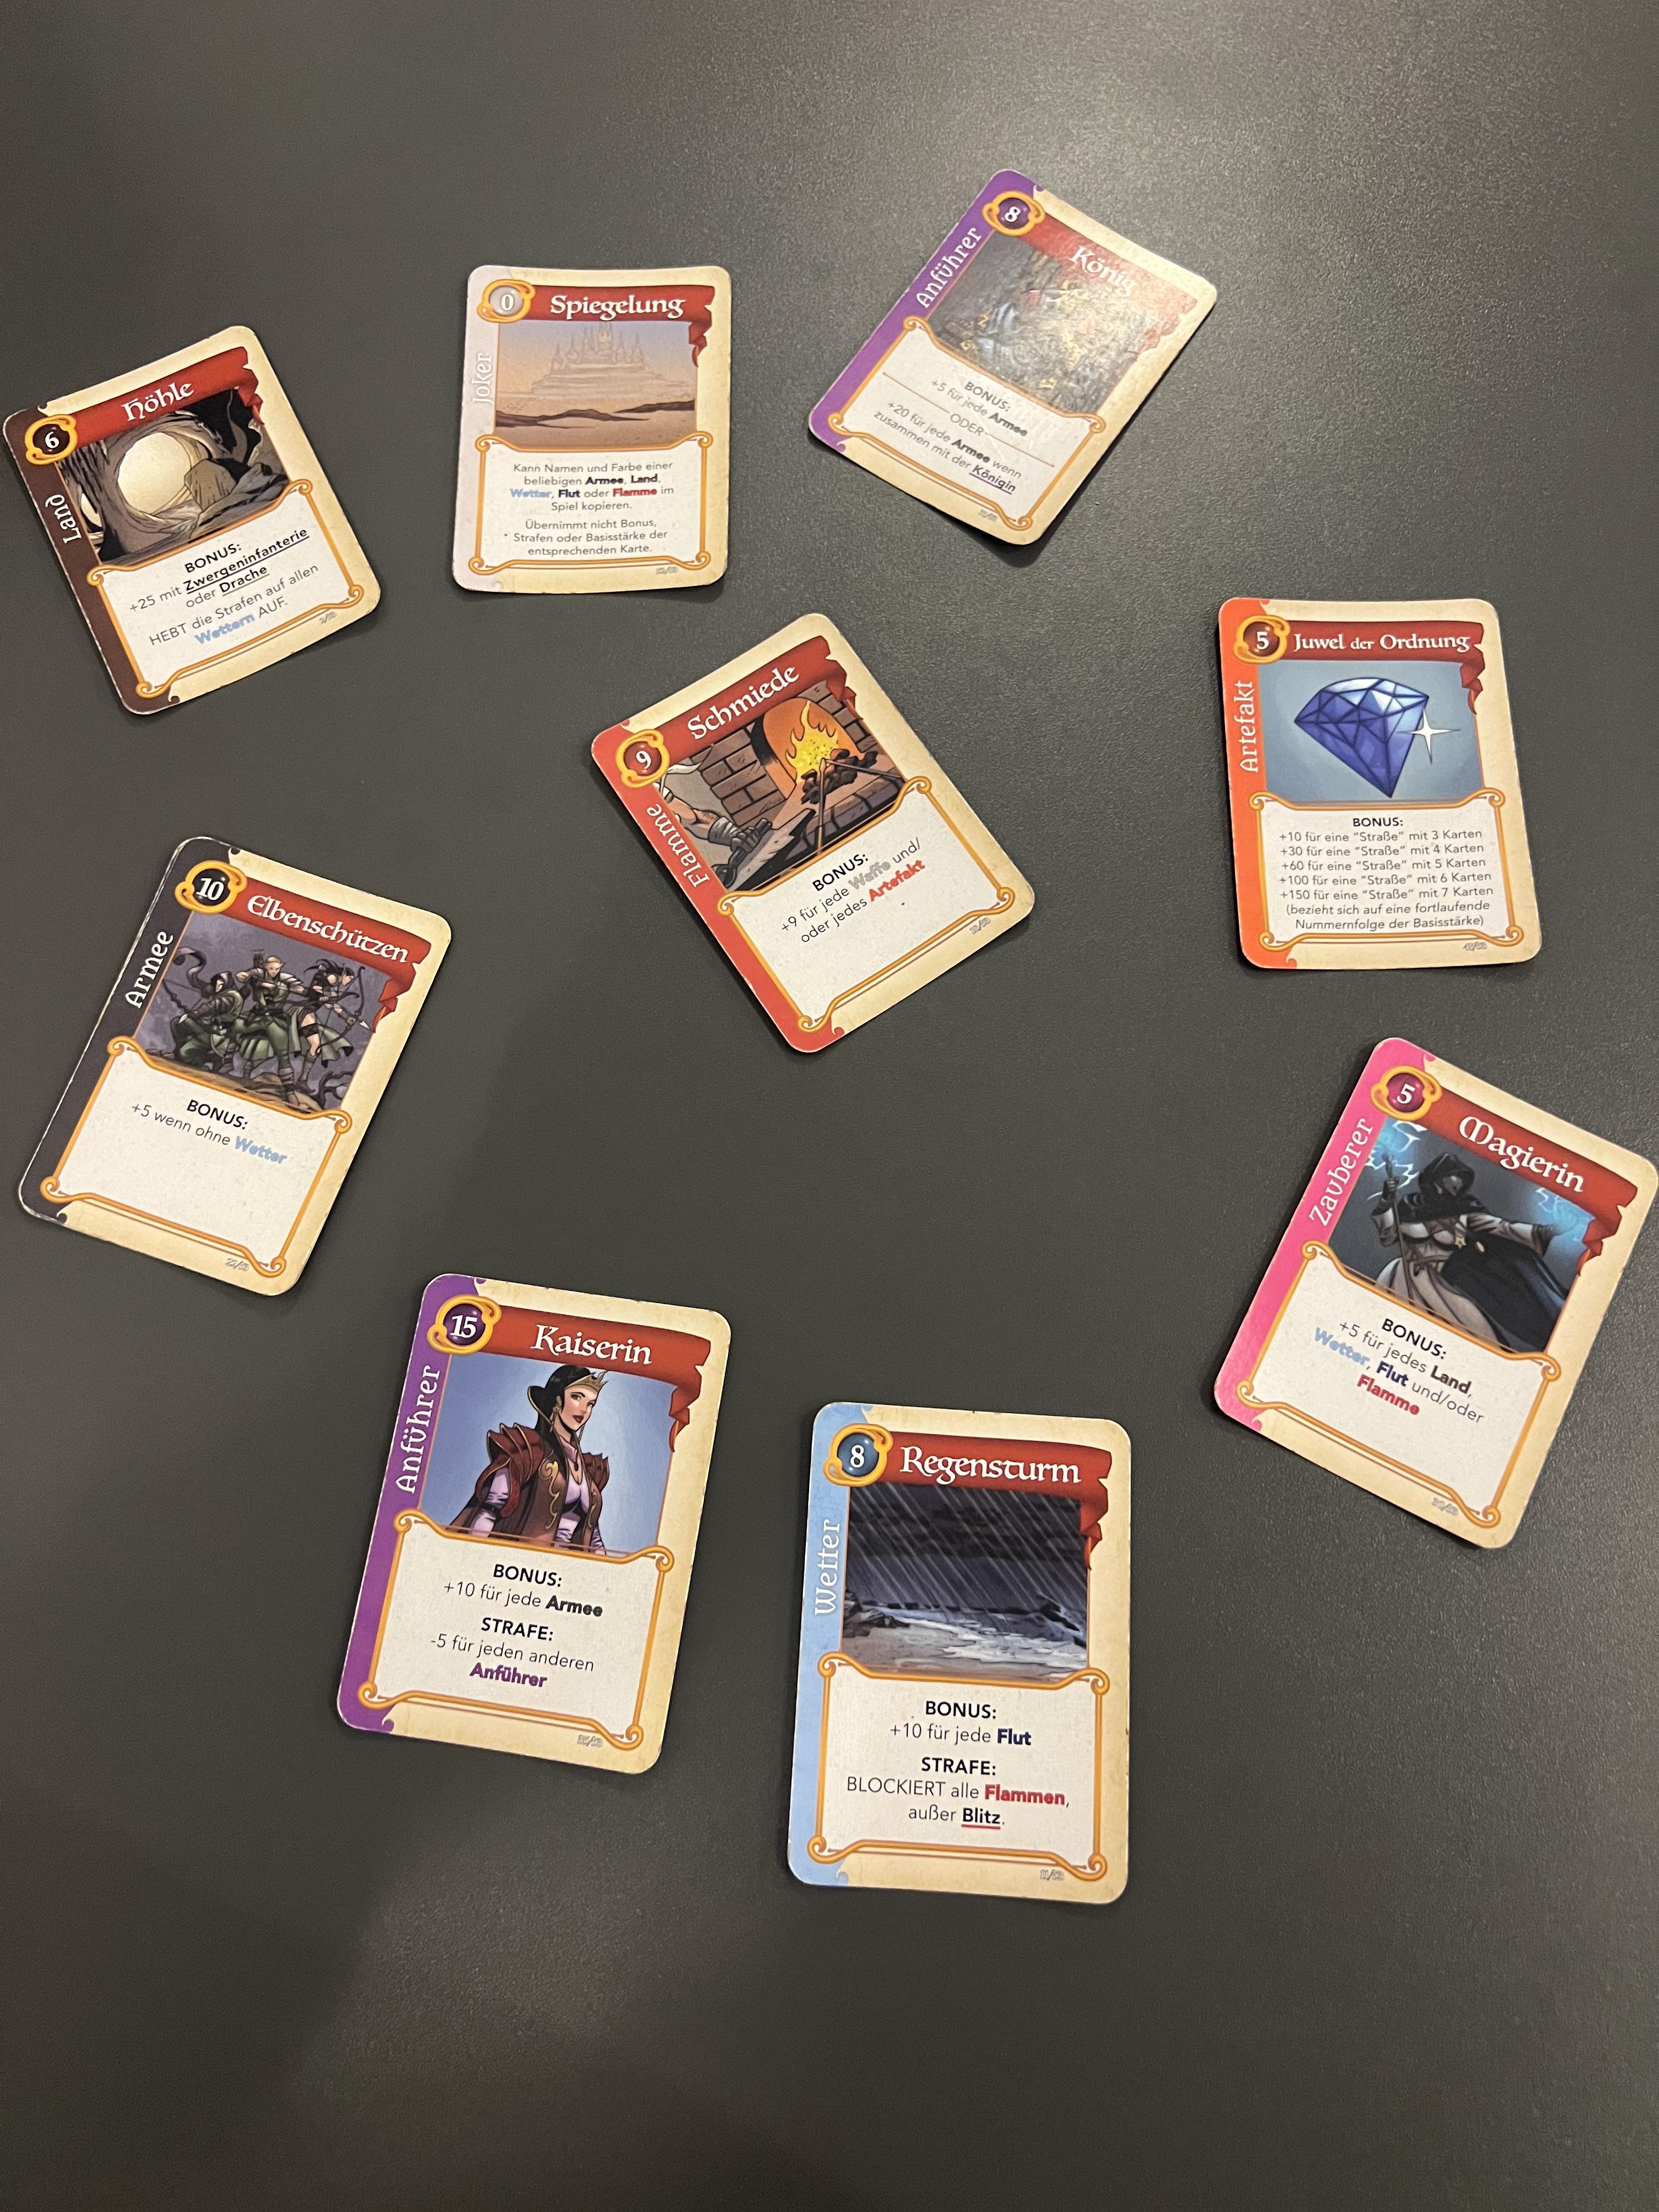 8
König
Anführer
BONUS:
+5 für jede Armee
ODER
+20 für jede Armee wenn
zusammen mit der Königin
0
Spiegelung
Joker
Kann Namen und Farbe einer
beliebigen Armee, Land,
Wetter, Flut oder Flamme im
Spiel kopieren.
Übernimmt nicht Bonus,
Strafen oder Basisstärke der
entsprechenden Karte.
6
Höhle
Land
BONUS:
+25 mit Zwergeninfanterie
oder Drache
HEBT die Strafen auf allen
Wettern AUF.
9
Schmiede
Flamme
BONUS:
+9 für jede Waffe und/
oder jedes Artefakt
5
Juwel der Ordnung
Artefakt
BONUS:
+10 für eine "Straße" mit 3 Karten
+30 für eine "Straße" mit 4 Karten
+60 für eine "Straße" mit 5 Karten
+100 für eine "Straße" mit 6 Karten
+150 für eine "Straße" mit 7 Karten
(bezieht sich auf eine fortlaufende
Nummernfolge der Basisstärke)
10
Elbenschützen
Armee
BONUS:
+5 wenn ohne Wetter
5
Magierin
Zauberer
BONUS:
+5 für jedes Land,
Wetter, Flut und/oder
Flamme
15
Kaiserin
Anführer
BONUS:
+10 für jede Armee
STRAFE:
-5 für jeden anderen
Anführer
8
Regensturm
Wetter
BONUS:
+10 für jede Flut
STRAFE:
BLOCKIERT alle Flammen,
außer Blitz.
11/53